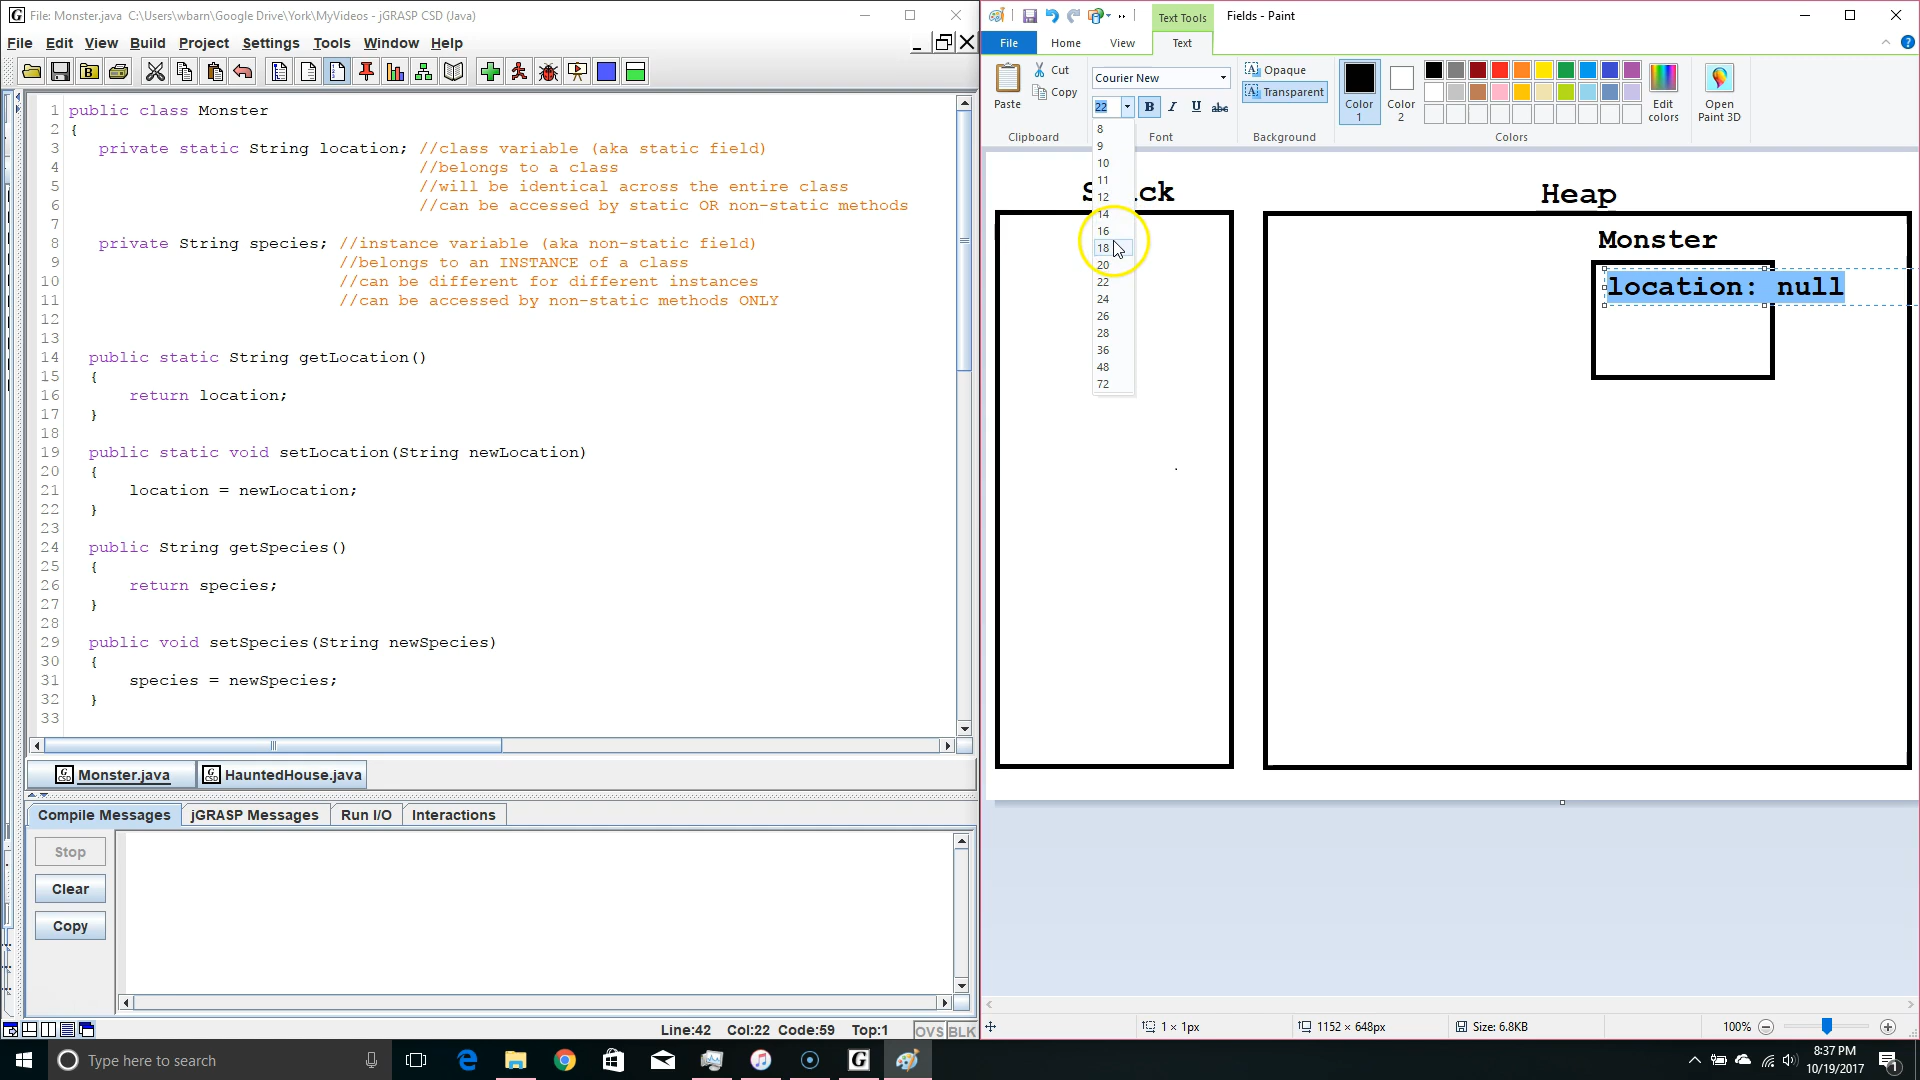 File: Monster.java C:\Users\wbarn\Google Drive\York\MyVideos - jGRASP CSD (Java)
File Edit View Build Project Settings Tools Window Help
1 public class Monster
2 {
3 private static String location; //class variable (aka static field)
4 //belongs to a class
5 //will be identical across the entire class
6 //can be accessed by static OR non-static methods
7
8 private String species; //instance variable (aka non-static field)
9 //belongs to an INSTANCE of a class
10 //can be different for different instances
11 //can be accessed by non-static methods ONLY
12
13
14 public static String getLocation()
15 {
16 return location;
17 }
18
19 public static void setLocation(String newLocation)
20 {
21 location = newLocation;
22 }
23
24 public String getSpecies()
25 {
26 return species;
27 }
28
29 public void setSpecies(String newSpecies)
30 {
31 species = newSpecies;
32 }
33
Monster.java HauntedHouse.java
Compile Messages jGRASP Messages Run I/O Interactions
Stop
Clear
Copy
Line:42 Col:22 Code:59 Top:1 OVS BLK
Text Tools Fields - Paint
File Home View Text
Paste Cut Copy
Clipboard
Courier New
22
Font
Opaque
Transparent
Background
Color 1
Color 2
Edit colors
Open Paint 3D
Colors
8
9
10
11
12
14
16
18
20
22
24
26
28
36
48
72
Heap
Monster
location: null
1 × 1px 1152 × 648px Size: 6.8KB 100%
Type here to search
8:37 PM
10/19/2017